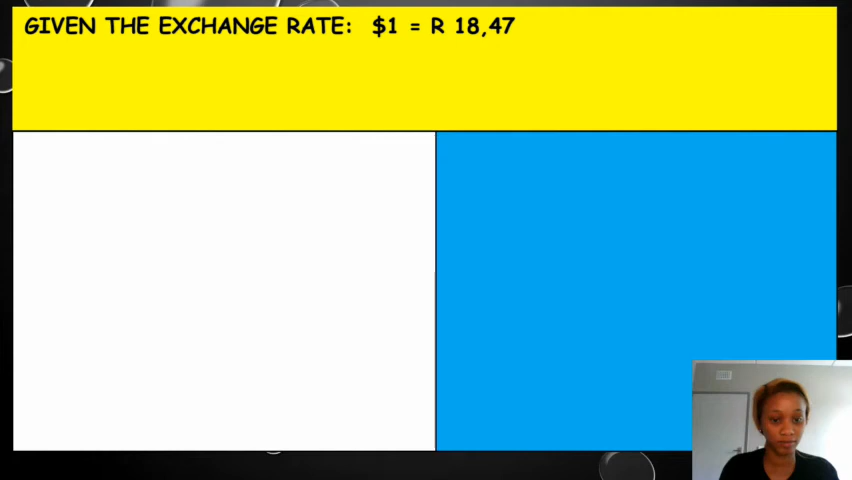 GIVEN THE EXCHANGE RATE: $1 = R 18,47